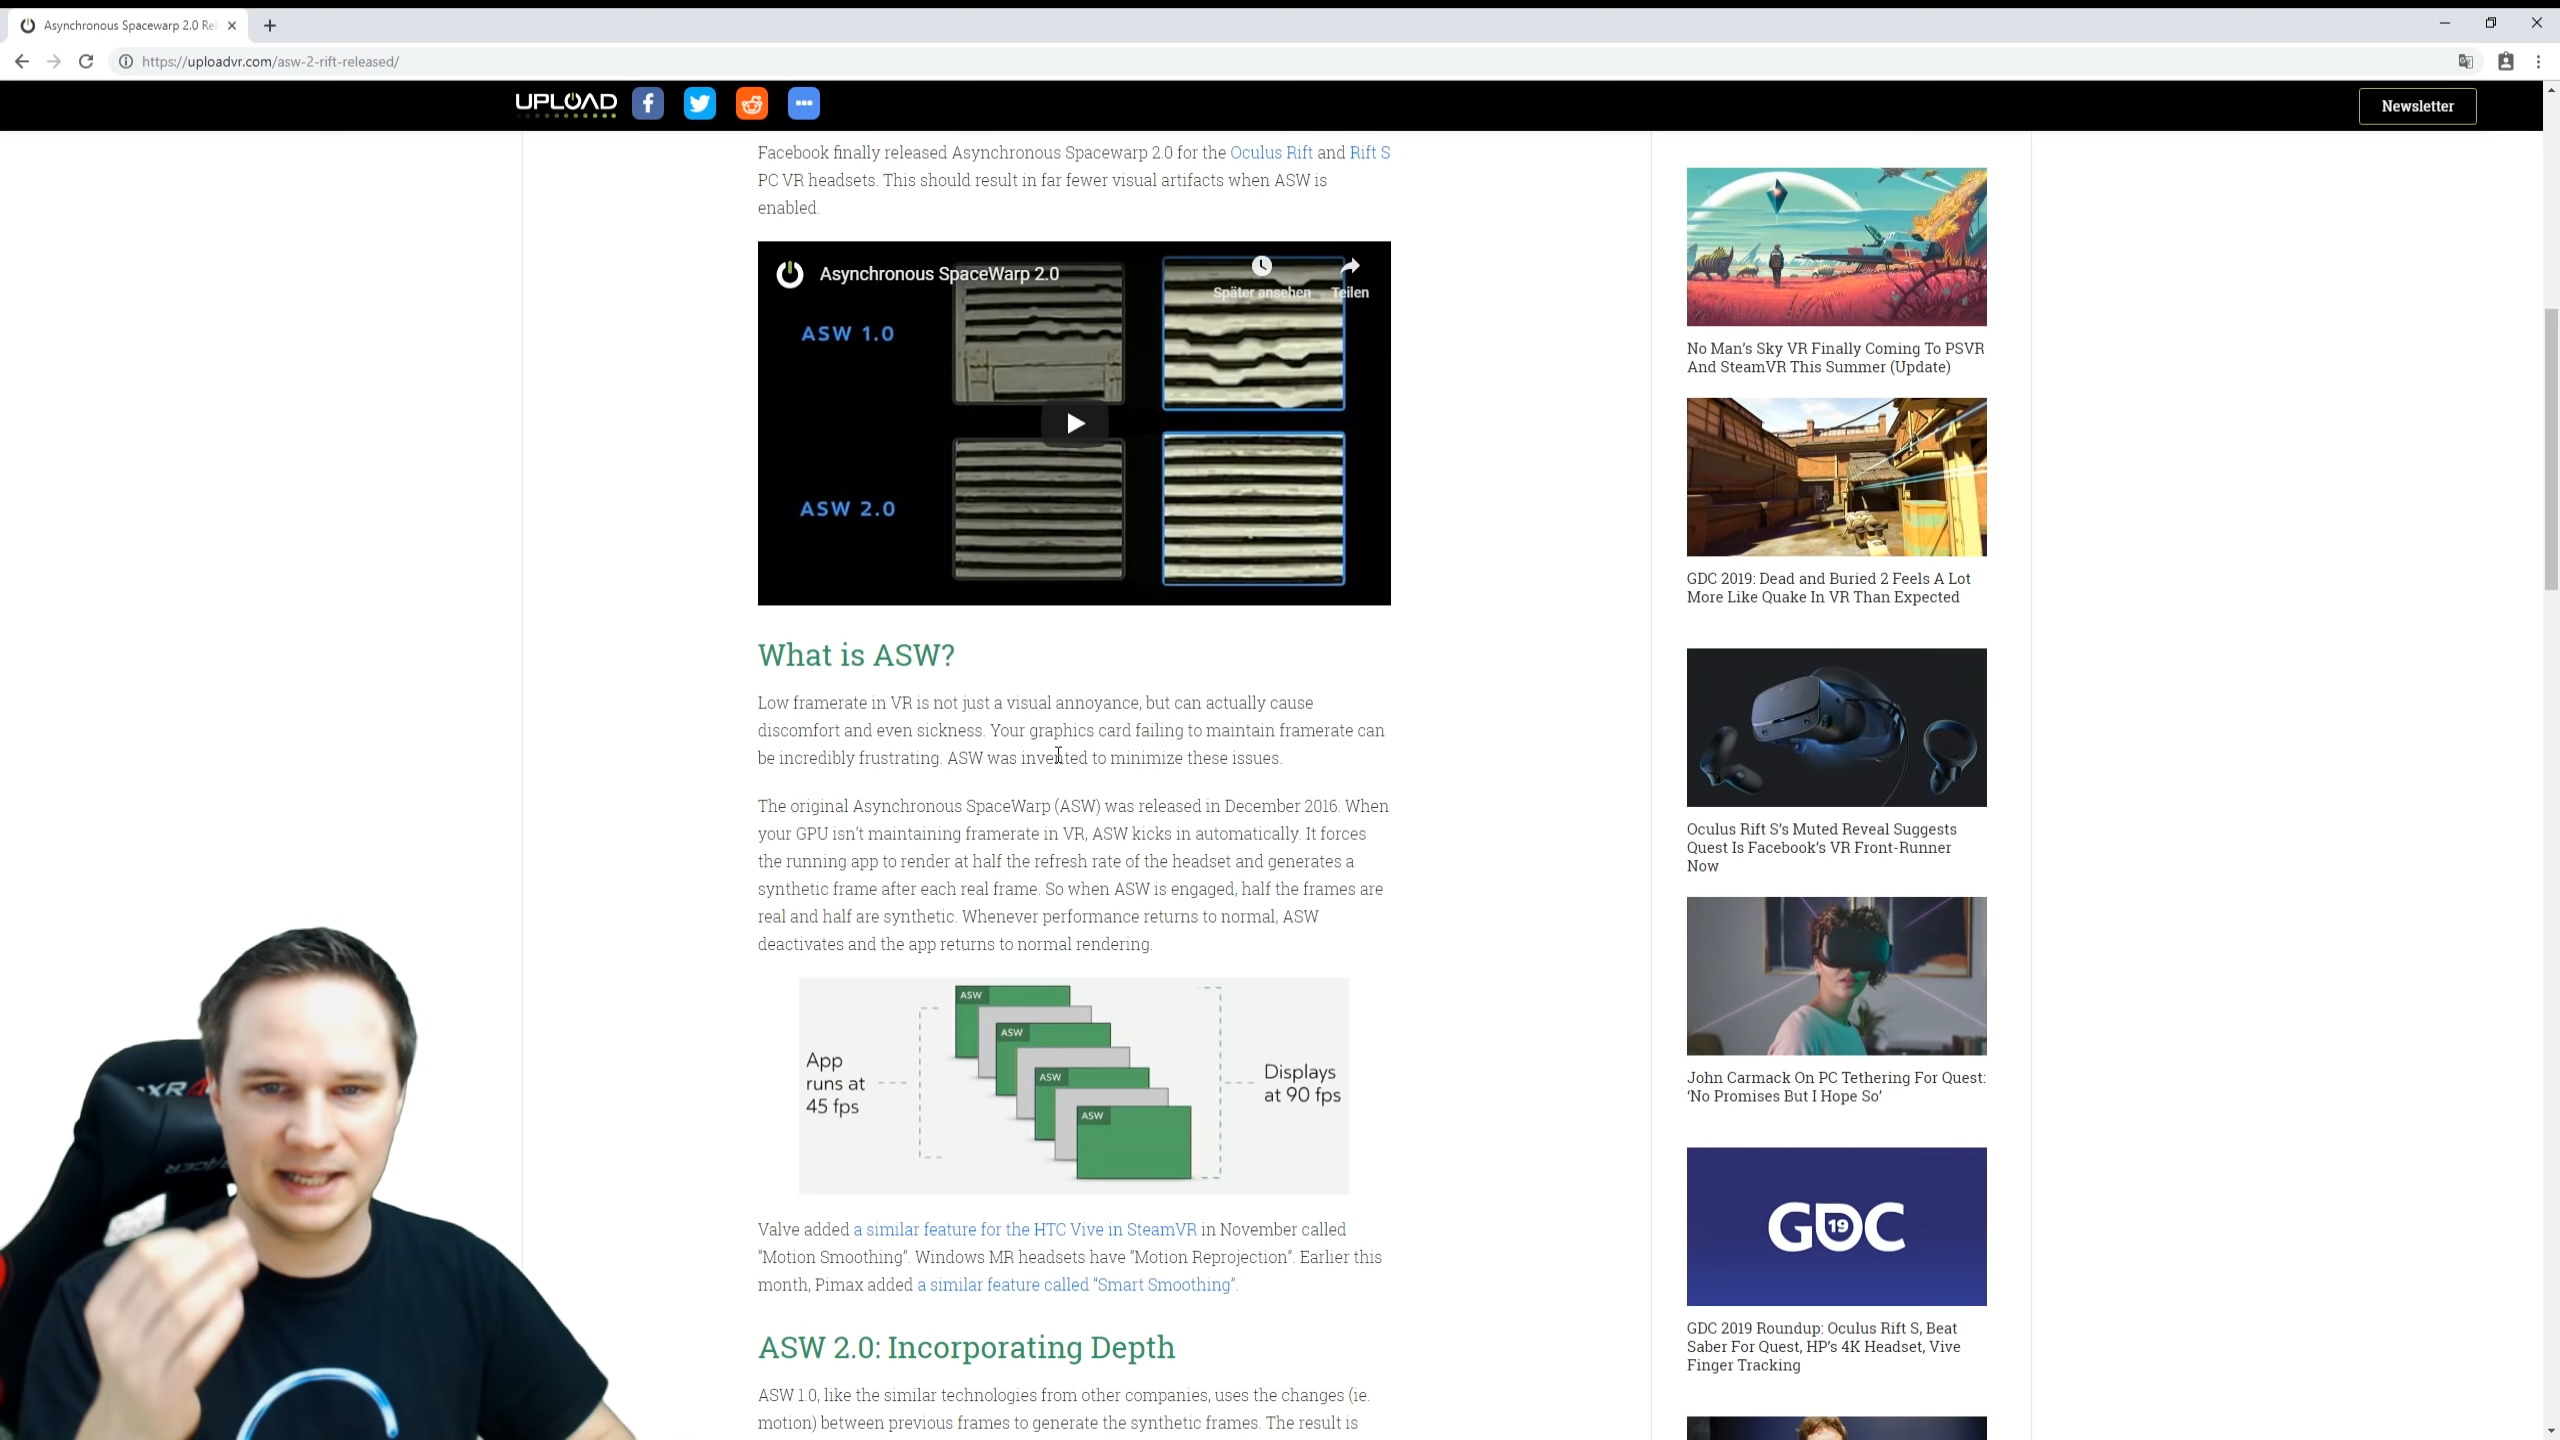 Asynchronous Spacewarp 2.0 Re
https://uploadvr.com/asw-2-rift-released/
UPLOAD
Newsletter
Facebook finally released Asynchronous Spacewarp 2.0 for the Oculus Rift and Rift S
PC VR headsets. This should result in far fewer visual artifacts when ASW is
enabled.
Asynchronous SpaceWarp 2.0
Später ansehen
Teilen
ASW 1.0
ASW 2.0
What is ASW?
Low framerate in VR is not just a visual annoyance, but can actually cause
discomfort and even sickness. Your graphics card failing to maintain framerate can
be incredibly frustrating. ASW was invented to minimize these issues.
The original Asynchronous SpaceWarp (ASW) was released in December 2016. When
your GPU isn’t maintaining framerate in VR, ASW kicks in automatically. It forces
the running app to render at half the refresh rate of the headset and generates a
synthetic frame after each real frame. So when ASW is engaged, half the frames are
real and half are synthetic. Whenever performance returns to normal, ASW
deactivates and the app returns to normal rendering.
App
runs at
45 fps
ASW
ASW
ASW
ASW
Displays
at 90 fps
Valve added a similar feature for the HTC Vive in SteamVR in November called
“Motion Smoothing”. Windows MR headsets have “Motion Reprojection”. Earlier this
month, Pimax added a similar feature called “Smart Smoothing”.
ASW 2.0: Incorporating Depth
ASW 1.0, like the similar technologies from other companies, uses the changes (ie.
motion) between previous frames to generate the synthetic frames. The result is
No Man’s Sky VR Finally Coming To PSVR
And SteamVR This Summer (Update)
GDC 2019: Dead and Buried 2 Feels A Lot
More Like Quake In VR Than Expected
Oculus Rift S’s Muted Reveal Suggests
Quest Is Facebook’s VR Front-Runner
Now
John Carmack On PC Tethering For Quest:
‘No Promises But I Hope So’
GDC 19
GDC 2019 Roundup: Oculus Rift S, Beat
Saber For Quest, HP’s 4K Headset, Vive
Finger Tracking